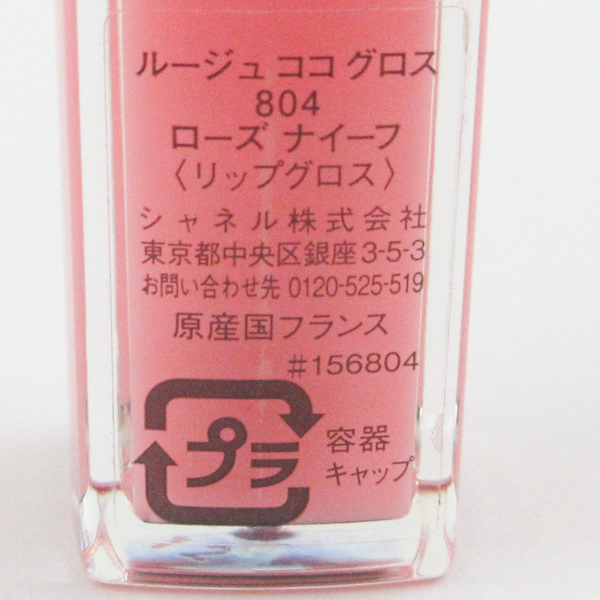 ルージュ ココ グロス
804
ローズ ナイーフ
〈リップグロス〉
シャネル株式会社
東京都中央区銀座3-5-3
お問い合わせ先 0120-525-519
原産国フランス
#156804
プラ
容器
キャップ